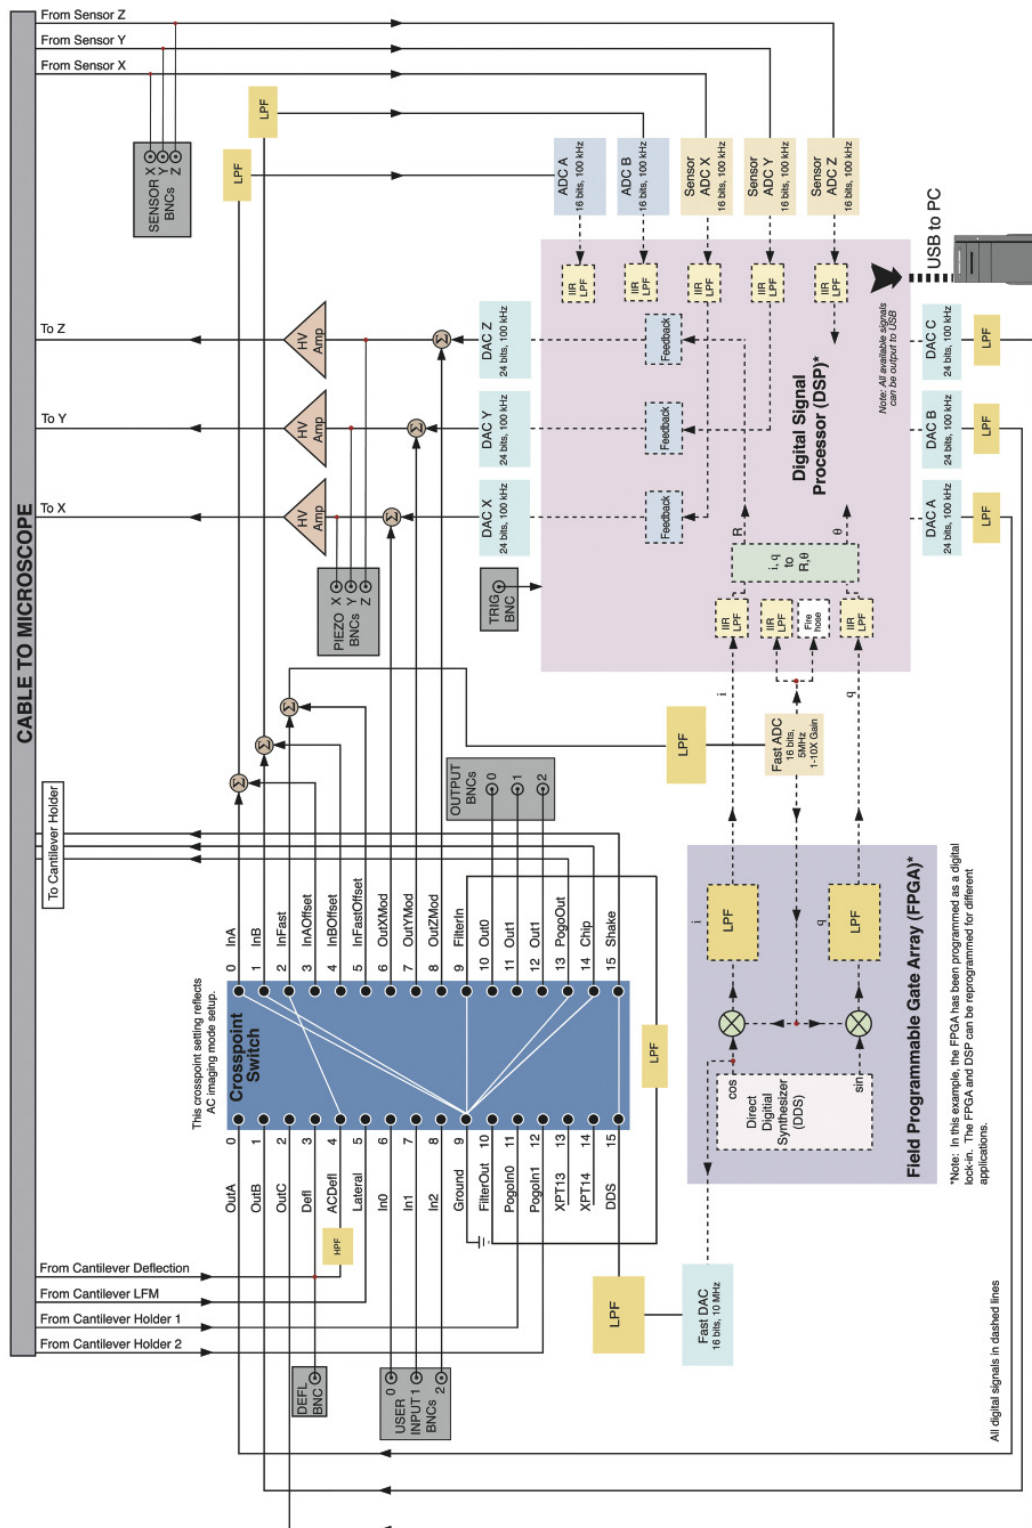 CABLE TO MICROSCOPE
From Sensor Z
From Sensor Y
From Sensor X
SENSOR
BNCs
X
Y
Z
LPF
LPF
ADC A
16 bits, 100 kHz
ADC B
16 bits, 100 kHz
Sensor
ADC X
16 bits, 100 kHz
Sensor
ADC Y
16 bits, 100 kHz
Sensor
ADC Z
16 bits, 100 kHz
USB to PC
To Z
To Y
To X
HV
Amp
HV
Amp
HV
Amp
PIEZO
BNCs
X
Y
Z
Σ
Σ
Σ
DAC Z
24 bits, 100 kHz
DAC Y
24 bits, 100 kHz
DAC X
24 bits, 100 kHz
TRIG
BNC
IIR
LPF
IIR
LPF
IIR
LPF
IIR
LPF
IIR
LPF
Feedback
Feedback
Feedback
Digital Signal
Processor (DSP)*
Note: All available signals
can be output to USB
R
θ
i, q
to
R,θ
IIR
LPF
IIR
LPF
Fire
hose
IIR
LPF
DAC C
24 bits, 100 kHz
DAC B
24 bits, 100 kHz
DAC A
24 bits, 100 kHz
LPF
LPF
LPF
i
q
LPF
Fast ADC
16 bits,
5MHz
1-10X Gain
Σ
Σ
Σ
OUTPUT
BNCs
0
1
2
To Cantilever Holder
InA
InB
InFast
InAOffset
InBOffset
InFastOffset
OutXMod
OutYMod
OutZMod
FilterIn
Out0
Out1
Out1
PogoOut
Chip
Shake
0
1
2
3
4
5
6
7
8
9
10
11
12
13
14
15
This crosspoint setting reflects
AC imaging mode setup.
Crosspoint
Switch
LPF
0
1
2
3
4
5
6
7
8
9
10
11
12
13
14
15
OutA
OutB
OutC
Defl
ACDefl
Lateral
In0
In1
In2
Ground
FilterOut
PogoIn0
PogoIn1
XPT13
XPT14
DDS
HPF
From Cantilever Deflection
From Cantilever LFM
From Cantilever Holder 1
From Cantilever Holder 2
DEFL
BNC
USER
INPUT
BNCs
0
1
2
LPF
Fast DAC
16 bits, 10 MHz
i
LPF
q
LPF
cos
sin
Direct
Digitial
Synthesizer
(DDS)
Field Programmable Gate Array (FPGA)*
*Note: In this example, the FPGA has been programmed as a digital
lock-in. The FPGA and DSP can be reprogrammed for different
applications.
All digital signals in dashed lines